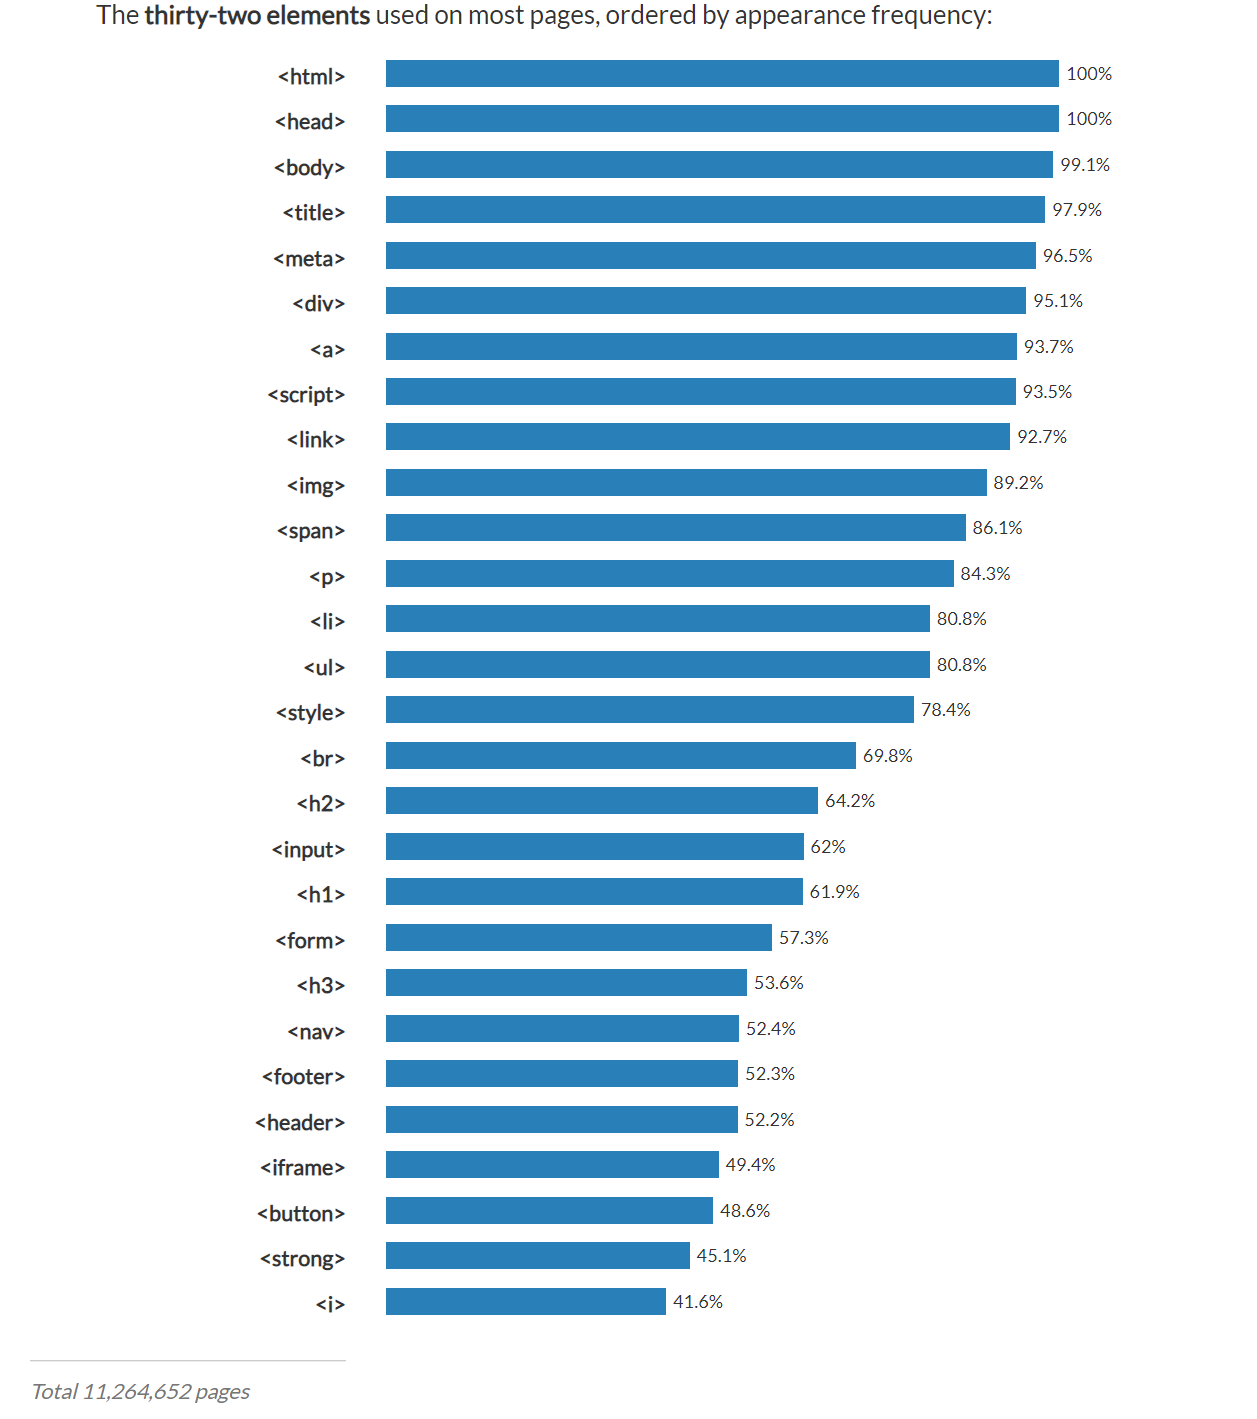 The thirty-two elements used on most pages, ordered by appearance frequency:
<html> 100%
<head> 100%
<body> 99.1%
<title> 97.9%
<meta> 96.5%
<div> 95.1%
<a> 93.7%
<script> 93.5%
<link> 92.7%
<img> 89.2%
<span> 86.1%
<p> 84.3%
<li> 80.8%
<ul> 80.8%
<style> 78.4%
<br> 69.8%
<h2> 64.2%
<input> 62%
<h1> 61.9%
<form> 57.3%
<h3> 53.6%
<nav> 52.4%
<footer> 52.3%
<header> 52.2%
<iframe> 49.4%
<button> 48.6%
<strong> 45.1%
<i> 41.6%
Total 11,264,652 pages